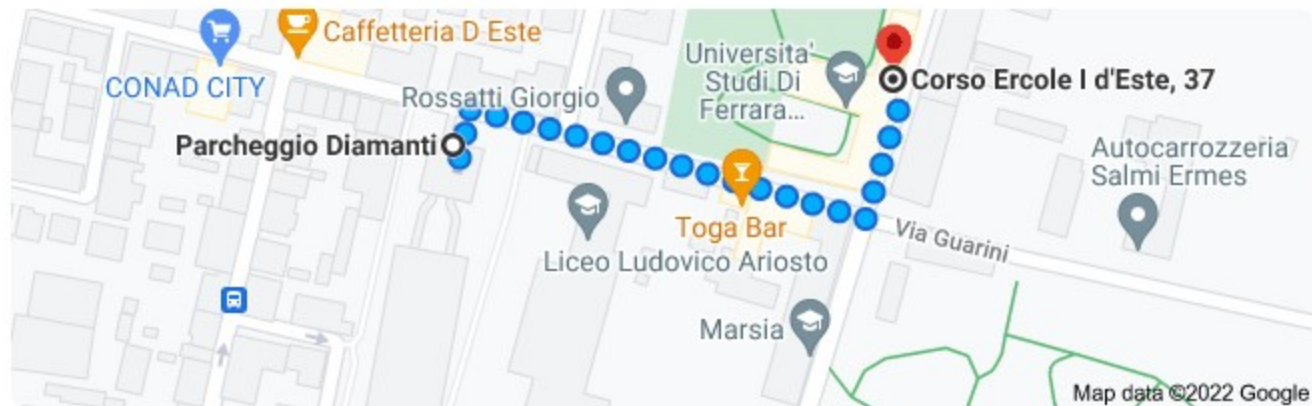 Caffetteria D Este
CONAD CITY
Universita'
Studi Di
Ferrara...
Corso Ercole I d'Este, 37
Rossatti Giorgio
Parcheggio Diamanti
Autocarrozzeria
Salmi Ermes
Toga Bar
Via Guarini
Liceo Ludovico Ariosto
Marsia
Map data ©2022 Google